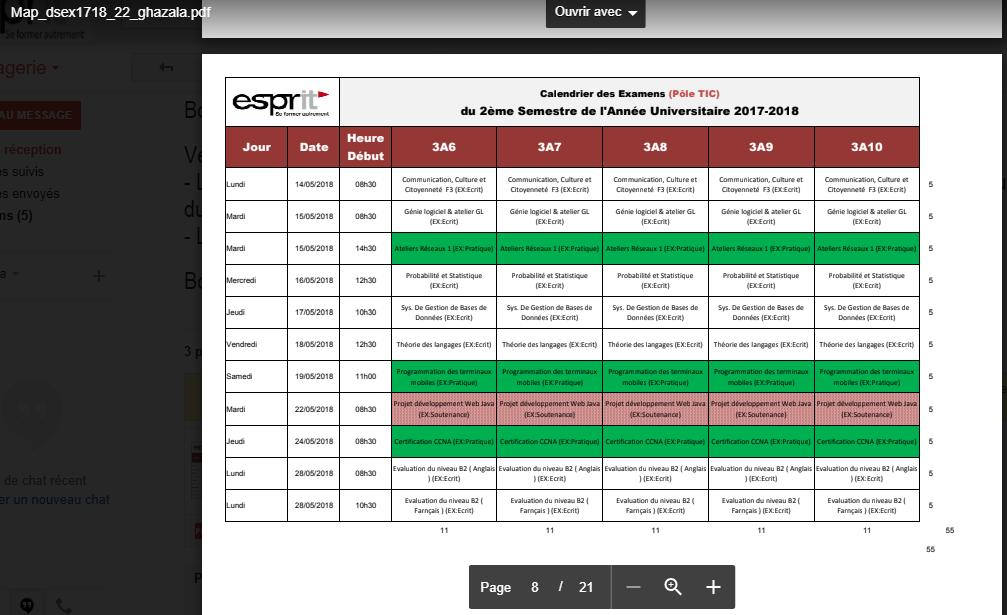 Map_dsex1718_22_ghazala.pdf
Ouvrir avec
Se former autrement
agerie
AU MESSAGE
réception
es suivis
es envoyés
ns (5)
a
3 p
de chat récent
er un nouveau chat
esprit
Se former autrement
Calendrier des Examens (Pôle TIC)
du 2ème Semestre de l'Année Universitaire 2017-2018
Jour Date Heure Début 3A6 3A7 3A8 3A9 3A10
Lundi 14/05/2018 08h30 Communication, Culture et Citoyenneté F3 (EX:Ecrit) Communication, Culture et Citoyenneté F3 (EX:Ecrit) Communication, Culture et Citoyenneté F3 (EX:Ecrit) Communication, Culture et Citoyenneté F3 (EX:Ecrit) Communication, Culture et Citoyenneté F3 (EX:Ecrit) 5
Mardi 15/05/2018 08h30 Génie logiciel & atelier GL (EX:Ecrit) Génie logiciel & atelier GL (EX:Ecrit) Génie logiciel & atelier GL (EX:Ecrit) Génie logiciel & atelier GL (EX:Ecrit) Génie logiciel & atelier GL (EX:Ecrit) 5
Mardi 15/05/2018 14h30 Ateliers Réseaux 1 (EX:Pratique) Ateliers Réseaux 1 (EX:Pratique) Ateliers Réseaux 1 (EX:Pratique) Ateliers Réseaux 1 (EX:Pratique) Ateliers Réseaux 1 (EX:Pratique) 5
Mercredi 16/05/2018 12h30 Probabilité et Statistique (EX:Ecrit) Probabilité et Statistique (EX:Ecrit) Probabilité et Statistique (EX:Ecrit) Probabilité et Statistique (EX:Ecrit) Probabilité et Statistique (EX:Ecrit) 5
Jeudi 17/05/2018 10h30 Sys. De Gestion de Bases de Données (EX:Ecrit) Sys. De Gestion de Bases de Données (EX:Ecrit) Sys. De Gestion de Bases de Données (EX:Ecrit) Sys. De Gestion de Bases de Données (EX:Ecrit) Sys. De Gestion de Bases de Données (EX:Ecrit) 5
Vendredi 18/05/2018 12h30 Théorie des langages (EX:Ecrit) Théorie des langages (EX:Ecrit) Théorie des langages (EX:Ecrit) Théorie des langages (EX:Ecrit) Théorie des langages (EX:Ecrit) 5
Samedi 19/05/2018 11h00 Programmation des terminaux mobiles (EX:Pratique) Programmation des terminaux mobiles (EX:Pratique) Programmation des terminaux mobiles (EX:Pratique) Programmation des terminaux mobiles (EX:Pratique) Programmation des terminaux mobiles (EX:Pratique) 5
Mardi 22/05/2018 08h30 Projet développement Web Java (EX:Soutenance) Projet développement Web Java (EX:Soutenance) Projet développement Web Java (EX:Soutenance) Projet développement Web Java (EX:Soutenance) Projet développement Web Java (EX:Soutenance) 5
Jeudi 24/05/2018 08h30 Certification CCNA (EX:Pratique) Certification CCNA (EX:Pratique) Certification CCNA (EX:Pratique) Certification CCNA (EX:Pratique) Certification CCNA (EX:Pratique) 5
Lundi 28/05/2018 08h30 Evaluation du niveau B2 ( Anglais ) (EX:Ecrit) Evaluation du niveau B2 ( Anglais ) (EX:Ecrit) Evaluation du niveau B2 ( Anglais ) (EX:Ecrit) Evaluation du niveau B2 ( Anglais ) (EX:Ecrit) Evaluation du niveau B2 ( Anglais ) (EX:Ecrit) 5
Lundi 28/05/2018 10h30 Evaluation du niveau B2 ( Farnçais ) (EX:Ecrit) Evaluation du niveau B2 ( Farnçais ) (EX:Ecrit) Evaluation du niveau B2 ( Farnçais ) (EX:Ecrit) Evaluation du niveau B2 ( Farnçais ) (EX:Ecrit) Evaluation du niveau B2 ( Farnçais ) (EX:Ecrit) 5
11 11 11 11 11 55
55
Page 8 / 21